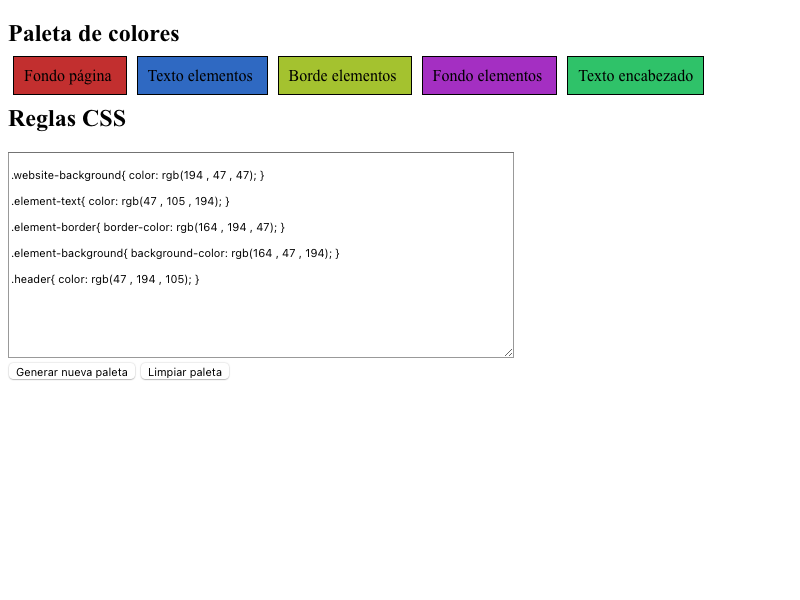 Paleta de colores
Fondo página Texto elementos Borde elementos Fondo elementos Texto encabezado
Reglas CSS
.website-background{ color: rgb(194 , 47 , 47); }
.element-text{ color: rgb(47 , 105 , 194); }
.element-border{ border-color: rgb(164 , 194 , 47); }
.element-background{ background-color: rgb(164 , 47 , 194); }
.header{ color: rgb(47 , 194 , 105); }
Generar nueva paleta Limpiar paleta